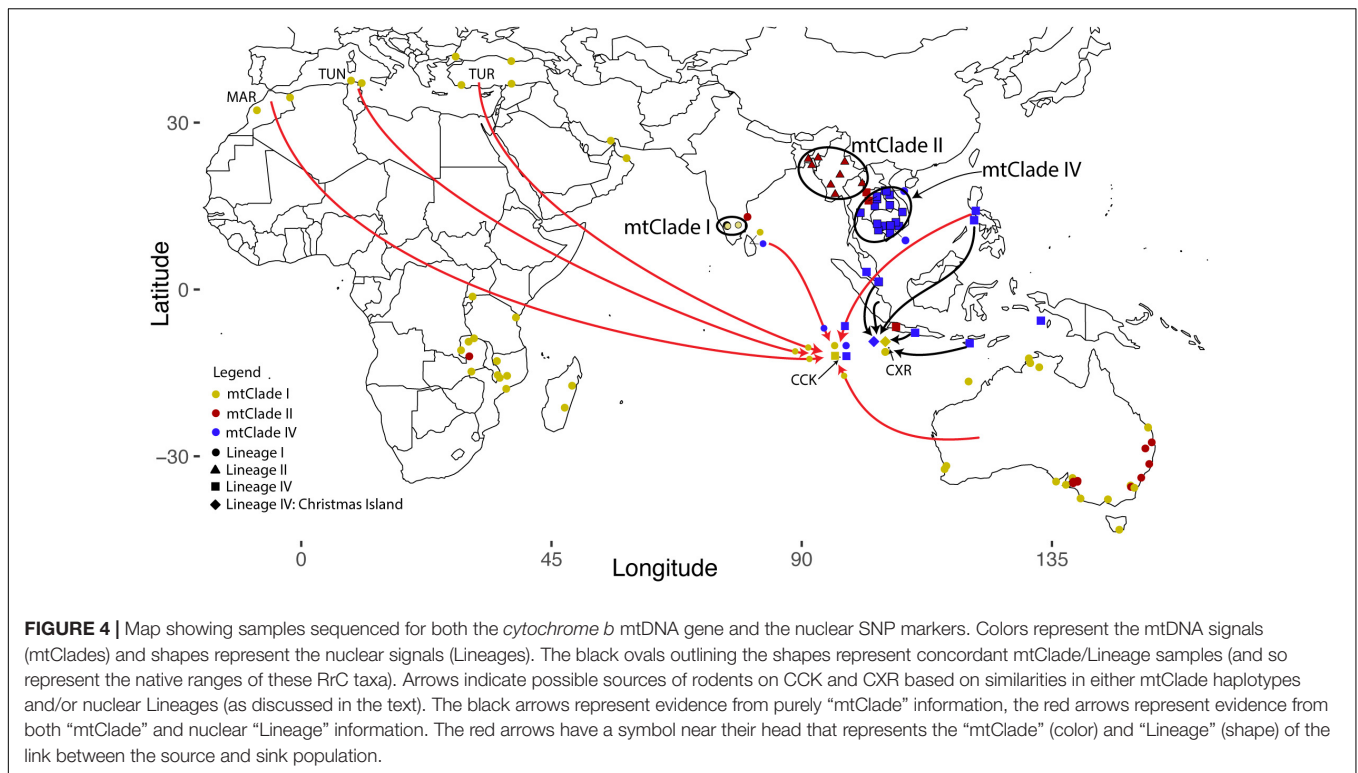 TUN
TUR
MAR
30
mtClade II
mtClade IV
mtClade I
0
Latitude
CCK
CXR
Legend
mtClade I
mtClade II
mtClade IV
Lineage I
Lineage II
Lineage IV
Lineage IV: Christmas Island
−30
0
45
90
135
Longitude
FIGURE 4 | Map showing samples sequenced for both the cytochrome b mtDNA gene and the nuclear SNP markers. Colors represent the mtDNA signals
(mtClades) and shapes represent the nuclear signals (Lineages). The black ovals outlining the shapes represent concordant mtClade/Lineage samples (and so
represent the native ranges of these RrC taxa). Arrows indicate possible sources of rodents on CCK and CXR based on similarities in either mtClade haplotypes
and/or nuclear Lineages (as discussed in the text). The black arrows represent evidence from purely “mtClade” information, the red arrows represent evidence from
both “mtClade” and nuclear “Lineage” information. The red arrows have a symbol near their head that represents the “mtClade” (color) and “Lineage” (shape) of the
link between the source and sink population.